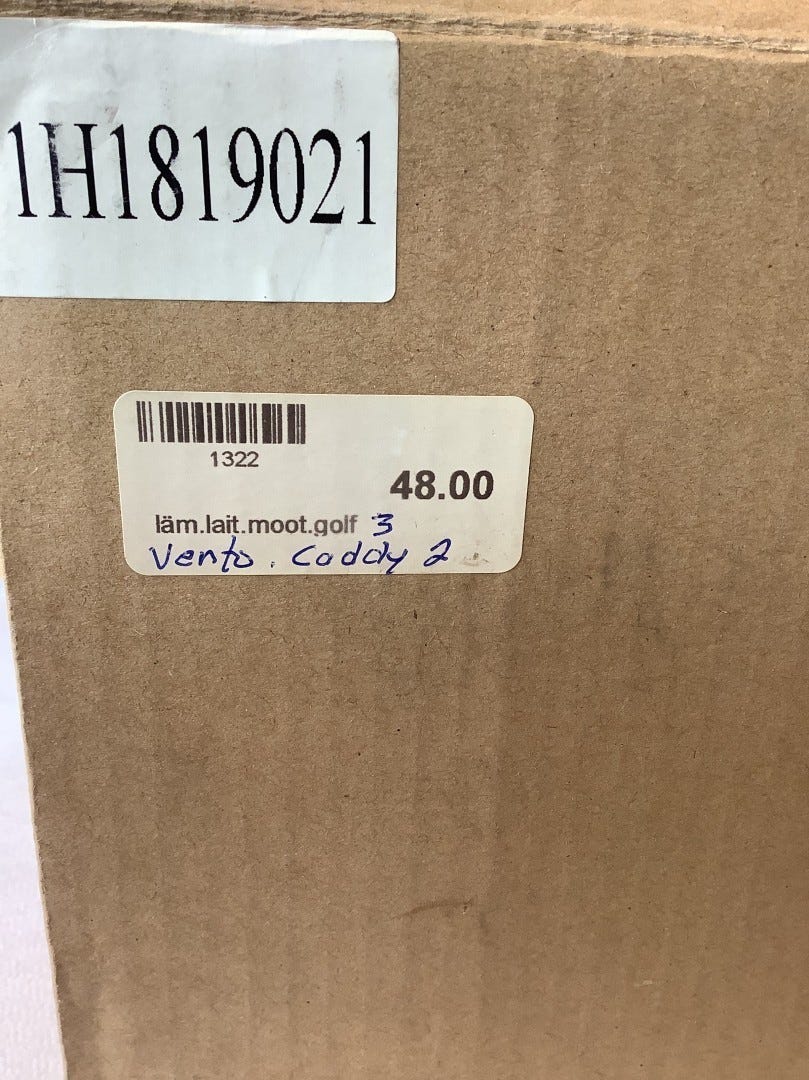 1H1819021
1322
48.00
läm.lait.moot.golf 3
Vento. Caddy 2